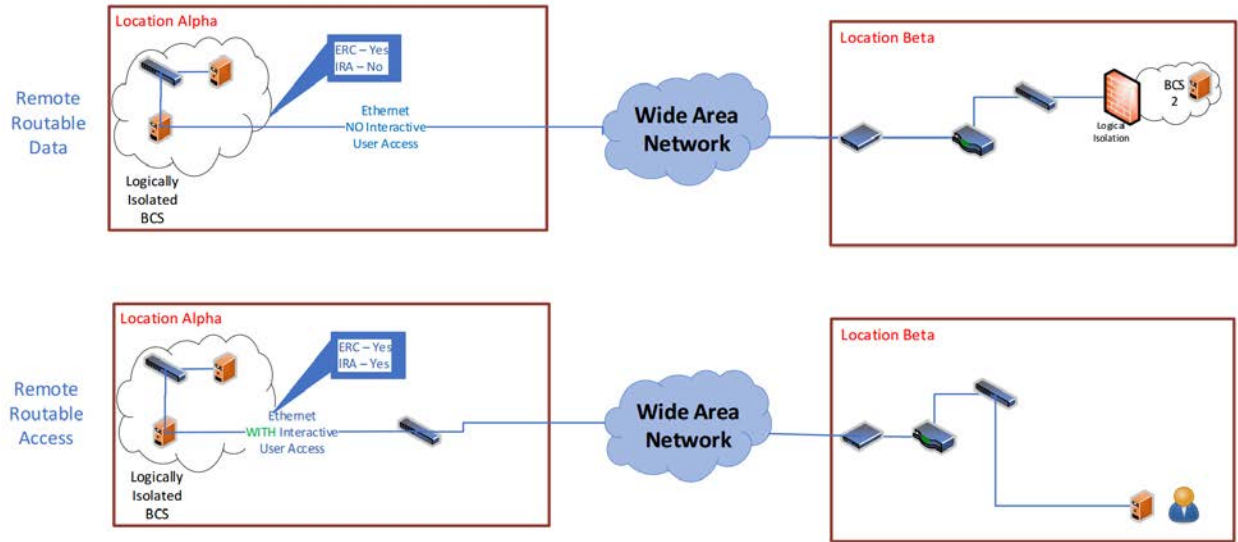 Remote
Routable
Data
Location Alpha
ERC – Yes
IRA – No
Ethernet
NO Interactive
User Access
Logically
Isolated
BCS
Wide Area
Network
Location Beta
Logical
Isolation
BCS
2
Remote
Routable
Access
Location Alpha
ERC – Yes
IRA – Yes
Ethernet
WITH Interactive
User Access
Logically
Isolated
BCS
Wide Area
Network
Location Beta